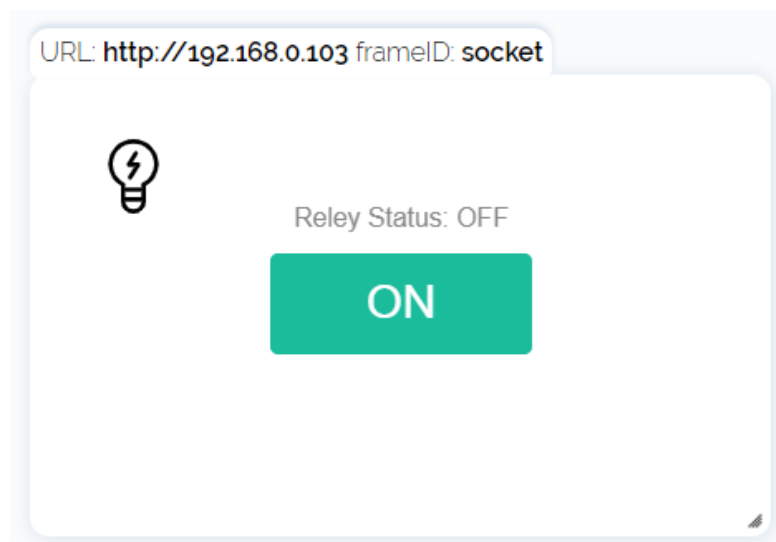 URL: http://192.168.0.103 frameID: socket
Reley Status: OFF
ON